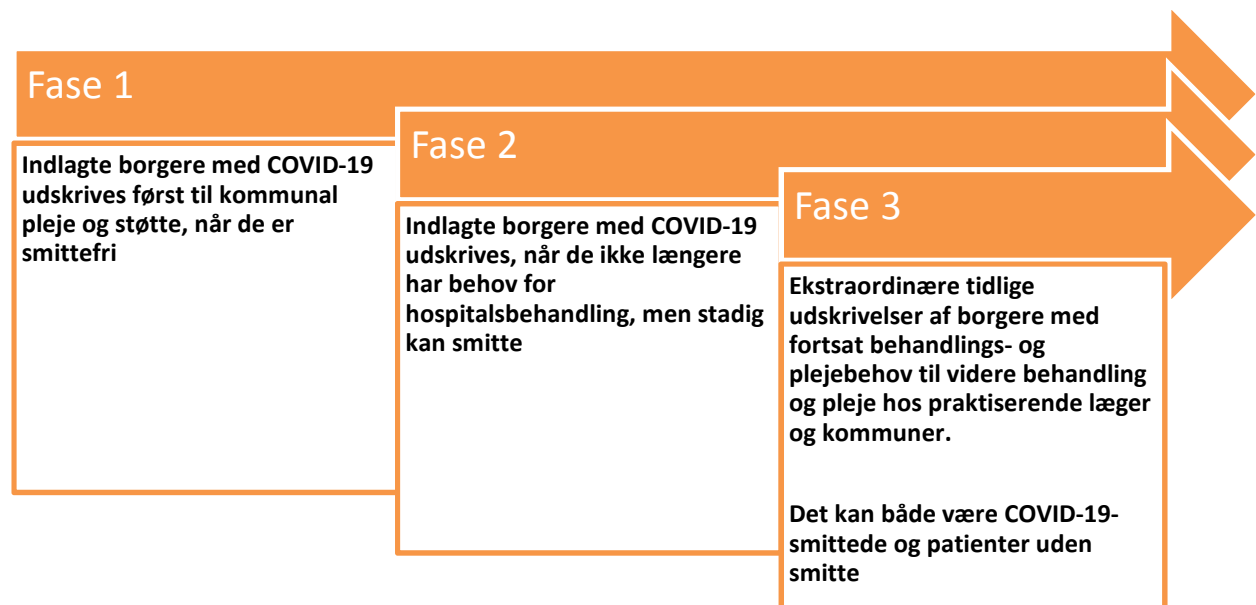 Fase 1
Indlagte borgere med COVID-19
udskrives først til kommunal
pleje og støtte, når de er
smittefri
Fase 2
Indlagte borgere med COVID-19
udskrives, når de ikke længere
har behov for
hospitalsbehandling, men stadig
kan smitte
Fase 3
Ekstraordinære tidlige
udskrivelser af borgere med
fortsat behandlings- og
plejebehov til videre behandling
og pleje hos praktiserende læger
og kommuner.
Det kan både være COVID-19-
smittede og patienter uden
smitte